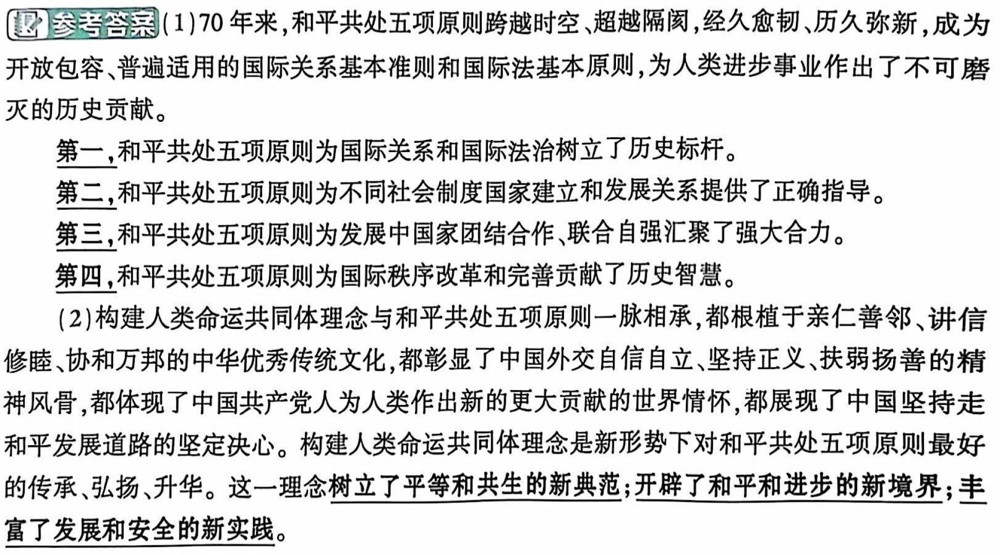 参考答案(1)70年来,和平共处五项原则跨越时空、超越隔阂,经久愈韧、历久弥新,成为
开放包容、普遍适用的国际关系基本准则和国际法基本原则,为人类进步事业作出了不可磨
灭的历史贡献。
第一,和平共处五项原则为国际关系和国际法治树立了历史标杆。
第二,和平共处五项原则为不同社会制度国家建立和发展关系提供了正确指导。
第三,和平共处五项原则为发展中国家团结合作、联合自强汇聚了强大合力。
第四,和平共处五项原则为国际秩序改革和完善贡献了历史智慧。
(2)构建人类命运共同体理念与和平共处五项原则一脉相承,都根植于亲仁善邻、讲信
修睦、协和万邦的中华优秀传统文化,都彰显了中国外交自信自立、坚持正义、扶弱扬善的精
神风骨,都体现了中国共产党人为人类作出新的更大贡献的世界情怀,都展现了中国坚持走
和平发展道路的坚定决心。构建人类命运共同体理念是新形势下对和平共处五项原则最好
的传承、弘扬、升华。这一理念树立了平等和共生的新典范;开辟了和平和进步的新境界;丰
富了发展和安全的新实践。